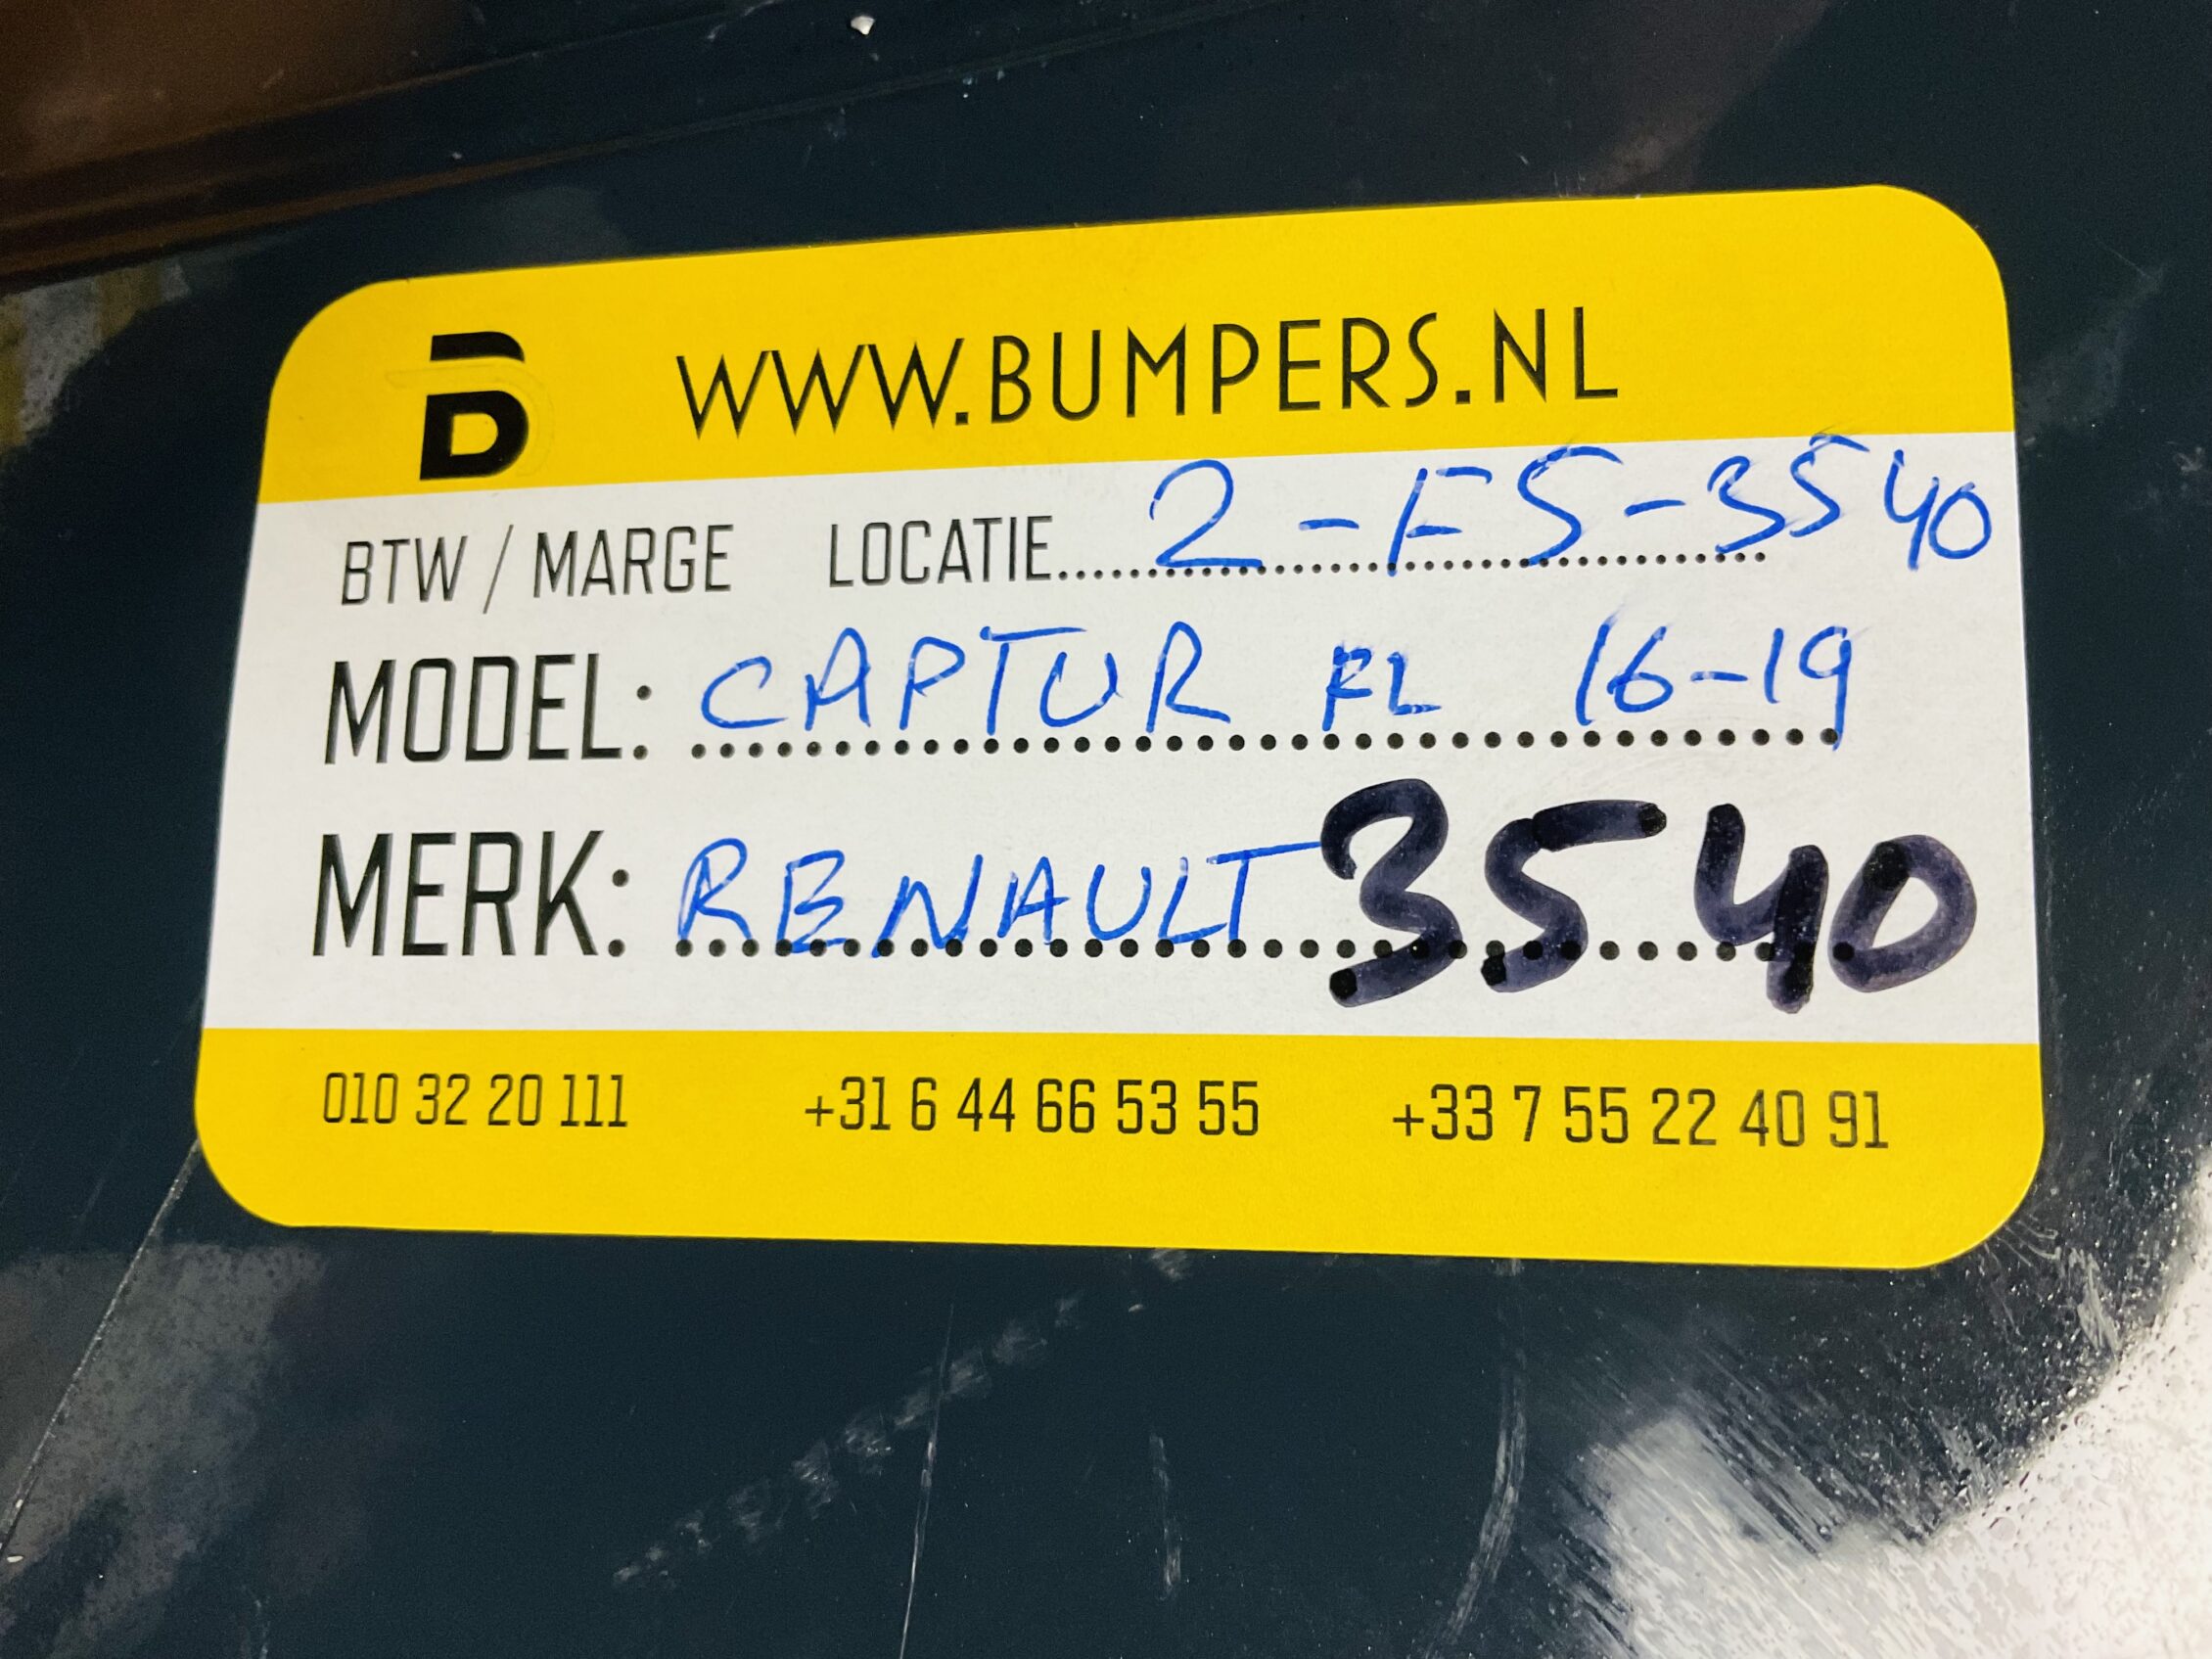 B WWW.BUMPERS.NL
BTW / MARGE LOCATIE 2-F5-3540
MODEL: CAPTUR FL 16-19
MERK: RENAULT 3540
010 32 20 111 +31 6 44 66 53 55 +33 7 55 22 40 91